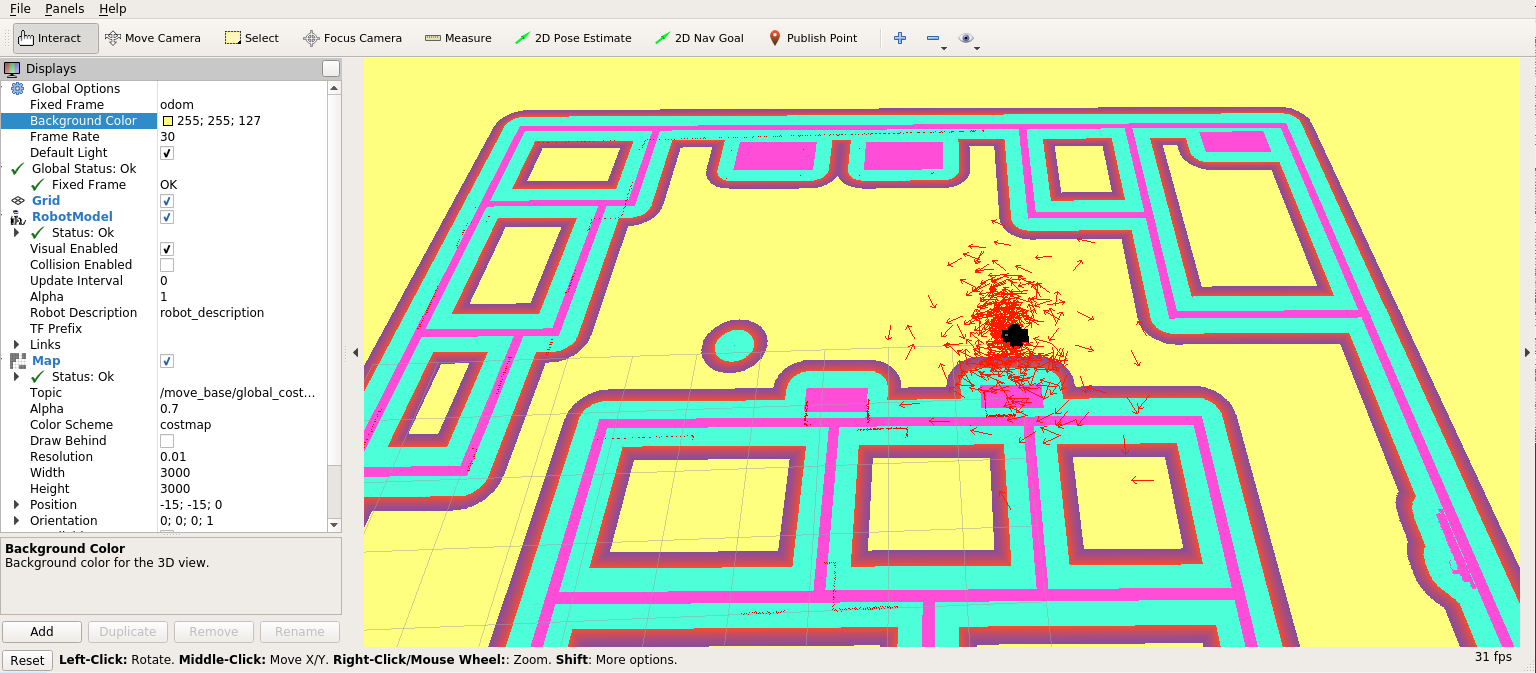 File Panels Help
Interact Move Camera Select Focus Camera Measure 2D Pose Estimate 2D Nav Goal Publish Point
Displays
Global Options
Fixed Frame odom
Background Color 255; 255; 127
Frame Rate 30
Default Light
Global Status: Ok
Fixed Frame OK
Grid
RobotModel
Status: Ok
Visual Enabled
Collision Enabled
Update Interval 0
Alpha 1
Robot Description robot_description
TF Prefix
Links
Map
Status: Ok
Topic /move_base/global_cost...
Alpha 0.7
Color Scheme costmap
Draw Behind
Resolution 0.01
Width 3000
Height 3000
Position -15; -15; 0
Orientation 0; 0; 0; 1
Background Color
Background color for the 3D view.
Add Duplicate Remove Rename
Reset Left-Click: Rotate. Middle-Click: Move X/Y. Right-Click/Mouse Wheel:: Zoom. Shift: More options. 31 fps